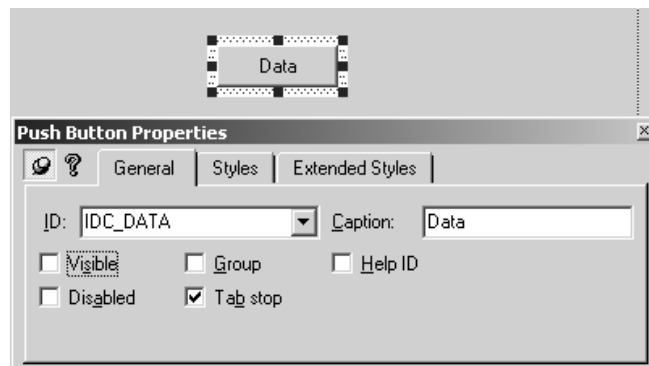 Data
Push Button Properties
General Styles Extended Styles
ID: IDC_DATA Caption: Data
Visible Group Help ID
Disabled Tab stop